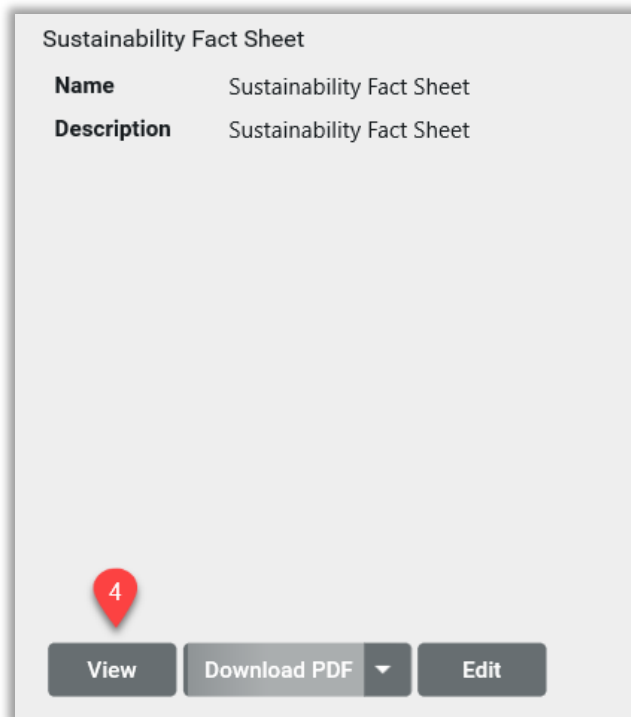 Sustainability Fact Sheet
Name Sustainability Fact Sheet
Description Sustainability Fact Sheet
4
View Download PDF Edit